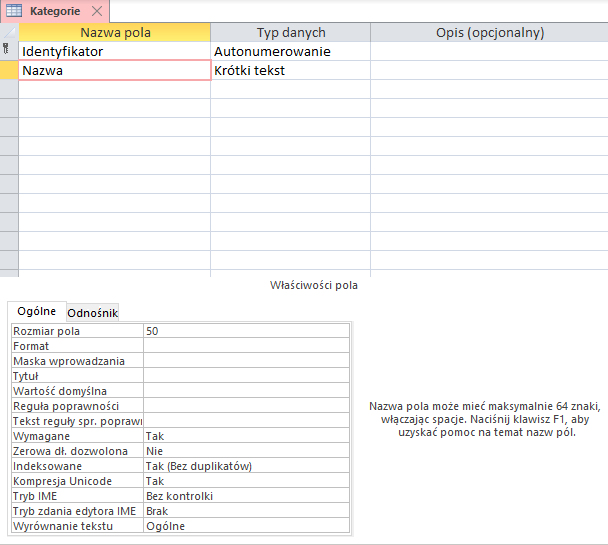 Kategorie
Nazwa pola Typ danych Opis (opcjonalny)
Identyfikator Autonumerowanie
Nazwa Krótki tekst
Właściwości pola
Ogólne Odnośnik
Rozmiar pola 50
Format
Maska wprowadzania
Tytuł
Wartość domyślna
Reguła poprawności
Tekst reguły spr. poprawn
Wymagane Tak
Zerowa dł. dozwolona Nie
Indeksowane Tak (Bez duplikatów)
Kompresja Unicode Tak
Tryb IME Bez kontrolki
Tryb zdania edytora IME Brak
Wyrównanie tekstu Ogólne
Nazwa pola może mieć maksymalnie 64 znaki,
włączając spacje. Naciśnij klawisz F1, aby
uzyskać pomoc na temat nazw pól.